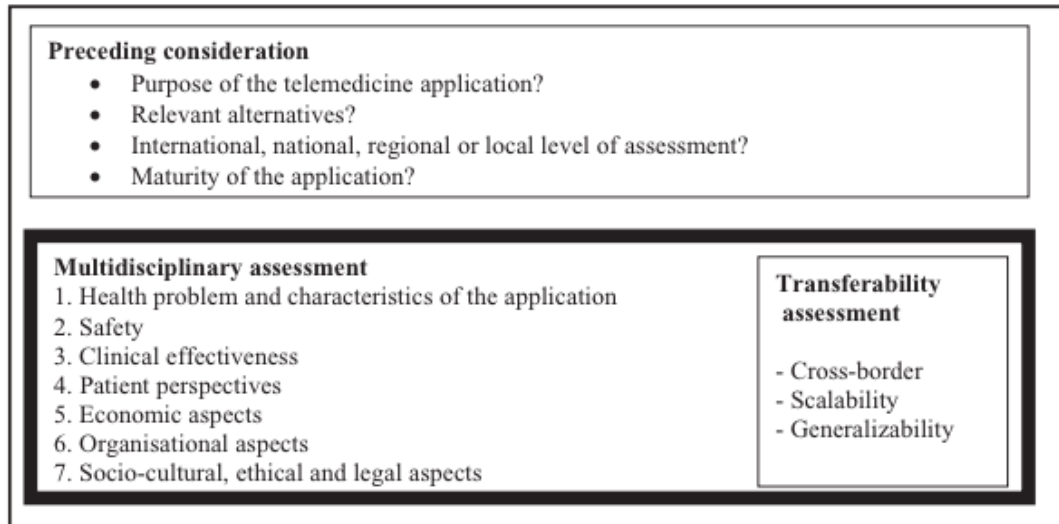 Preceding consideration
• Purpose of the telemedicine application?
• Relevant alternatives?
• International, national, regional or local level of assessment?
• Maturity of the application?
Multidisciplinary assessment
1. Health problem and characteristics of the application
2. Safety
3. Clinical effectiveness
4. Patient perspectives
5. Economic aspects
6. Organisational aspects
7. Socio-cultural, ethical and legal aspects
Transferability
assessment
- Cross-border
- Scalability
- Generalizability